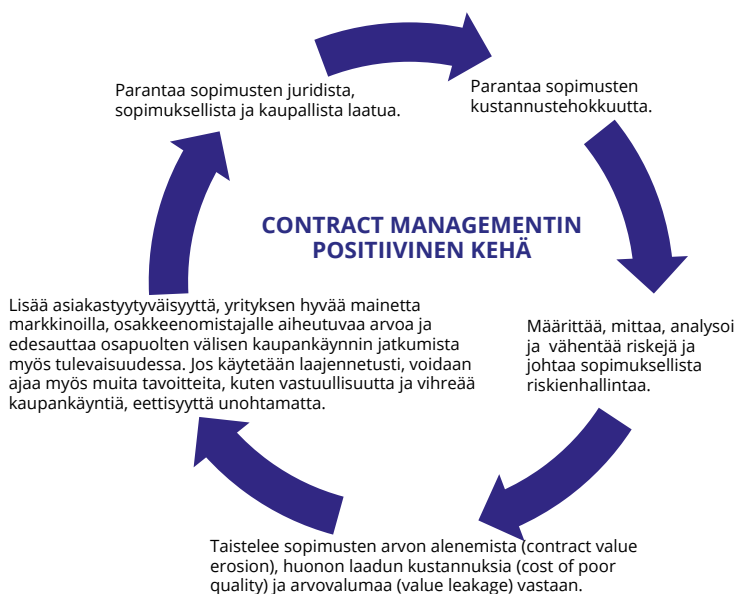 Parantaa sopimusten juridista,
sopimuksellista ja kaupallista laatua.
Parantaa sopimusten
kustannustehokkuutta.
CONTRACT MANAGEMENTIN
POSITIIVINEN KEHÄ
Määrittää, mittaa, analysoi
ja vähentää riskejä ja
johtaa sopimuksellista
riskienhallintaa.
Taistelee sopimusten arvon alenemista (contract value
erosion), huonon laadun kustannuksia (cost of poor
quality) ja arvovalumaa (value leakage) vastaan.
Lisää asiakastyytyväisyyttä, yrityksen hyvää mainetta
markkinoilla, osakkeenomistajalle aiheutuvaa arvoa ja
edesauttaa osapuolten välisen kaupankäynnin jatkumista
myös tulevaisuudessa. Jos käytetään laajennetusti, voidaan
ajaa myös muita tavoitteita, kuten vastuullisuutta ja vihreää
kaupankäyntiä, eettisyyttä unohtamatta.